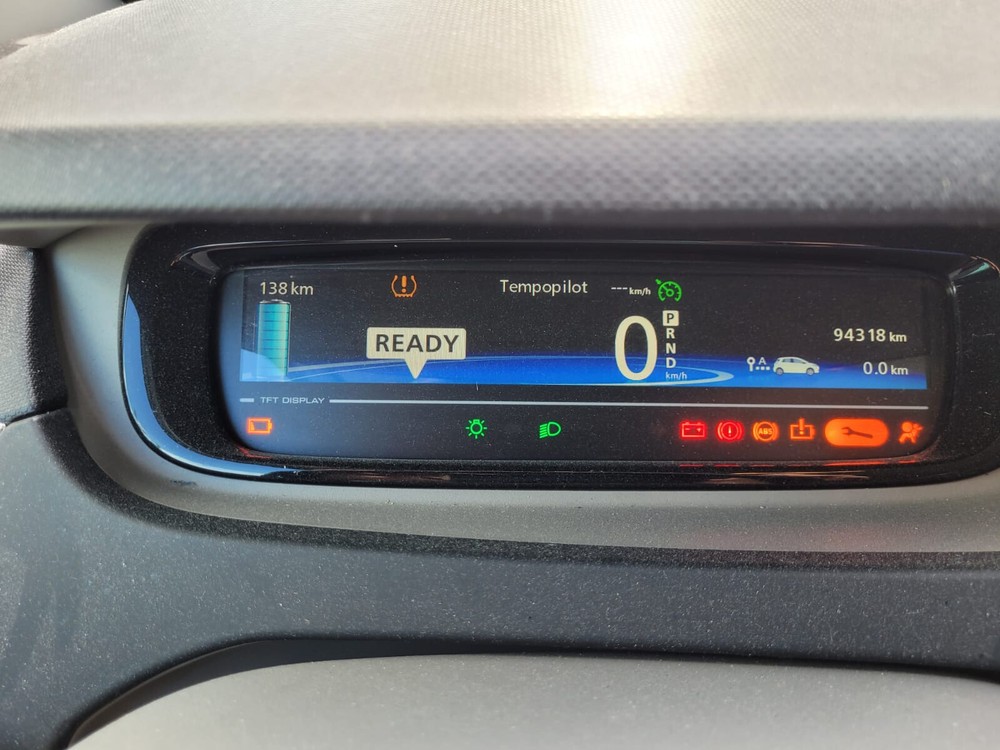 138 km
Tempopilot ---km/h
READY
0
P
R
N
D
km/h
A
94318 km
0.0 km
TFT DISPLAY
ABS